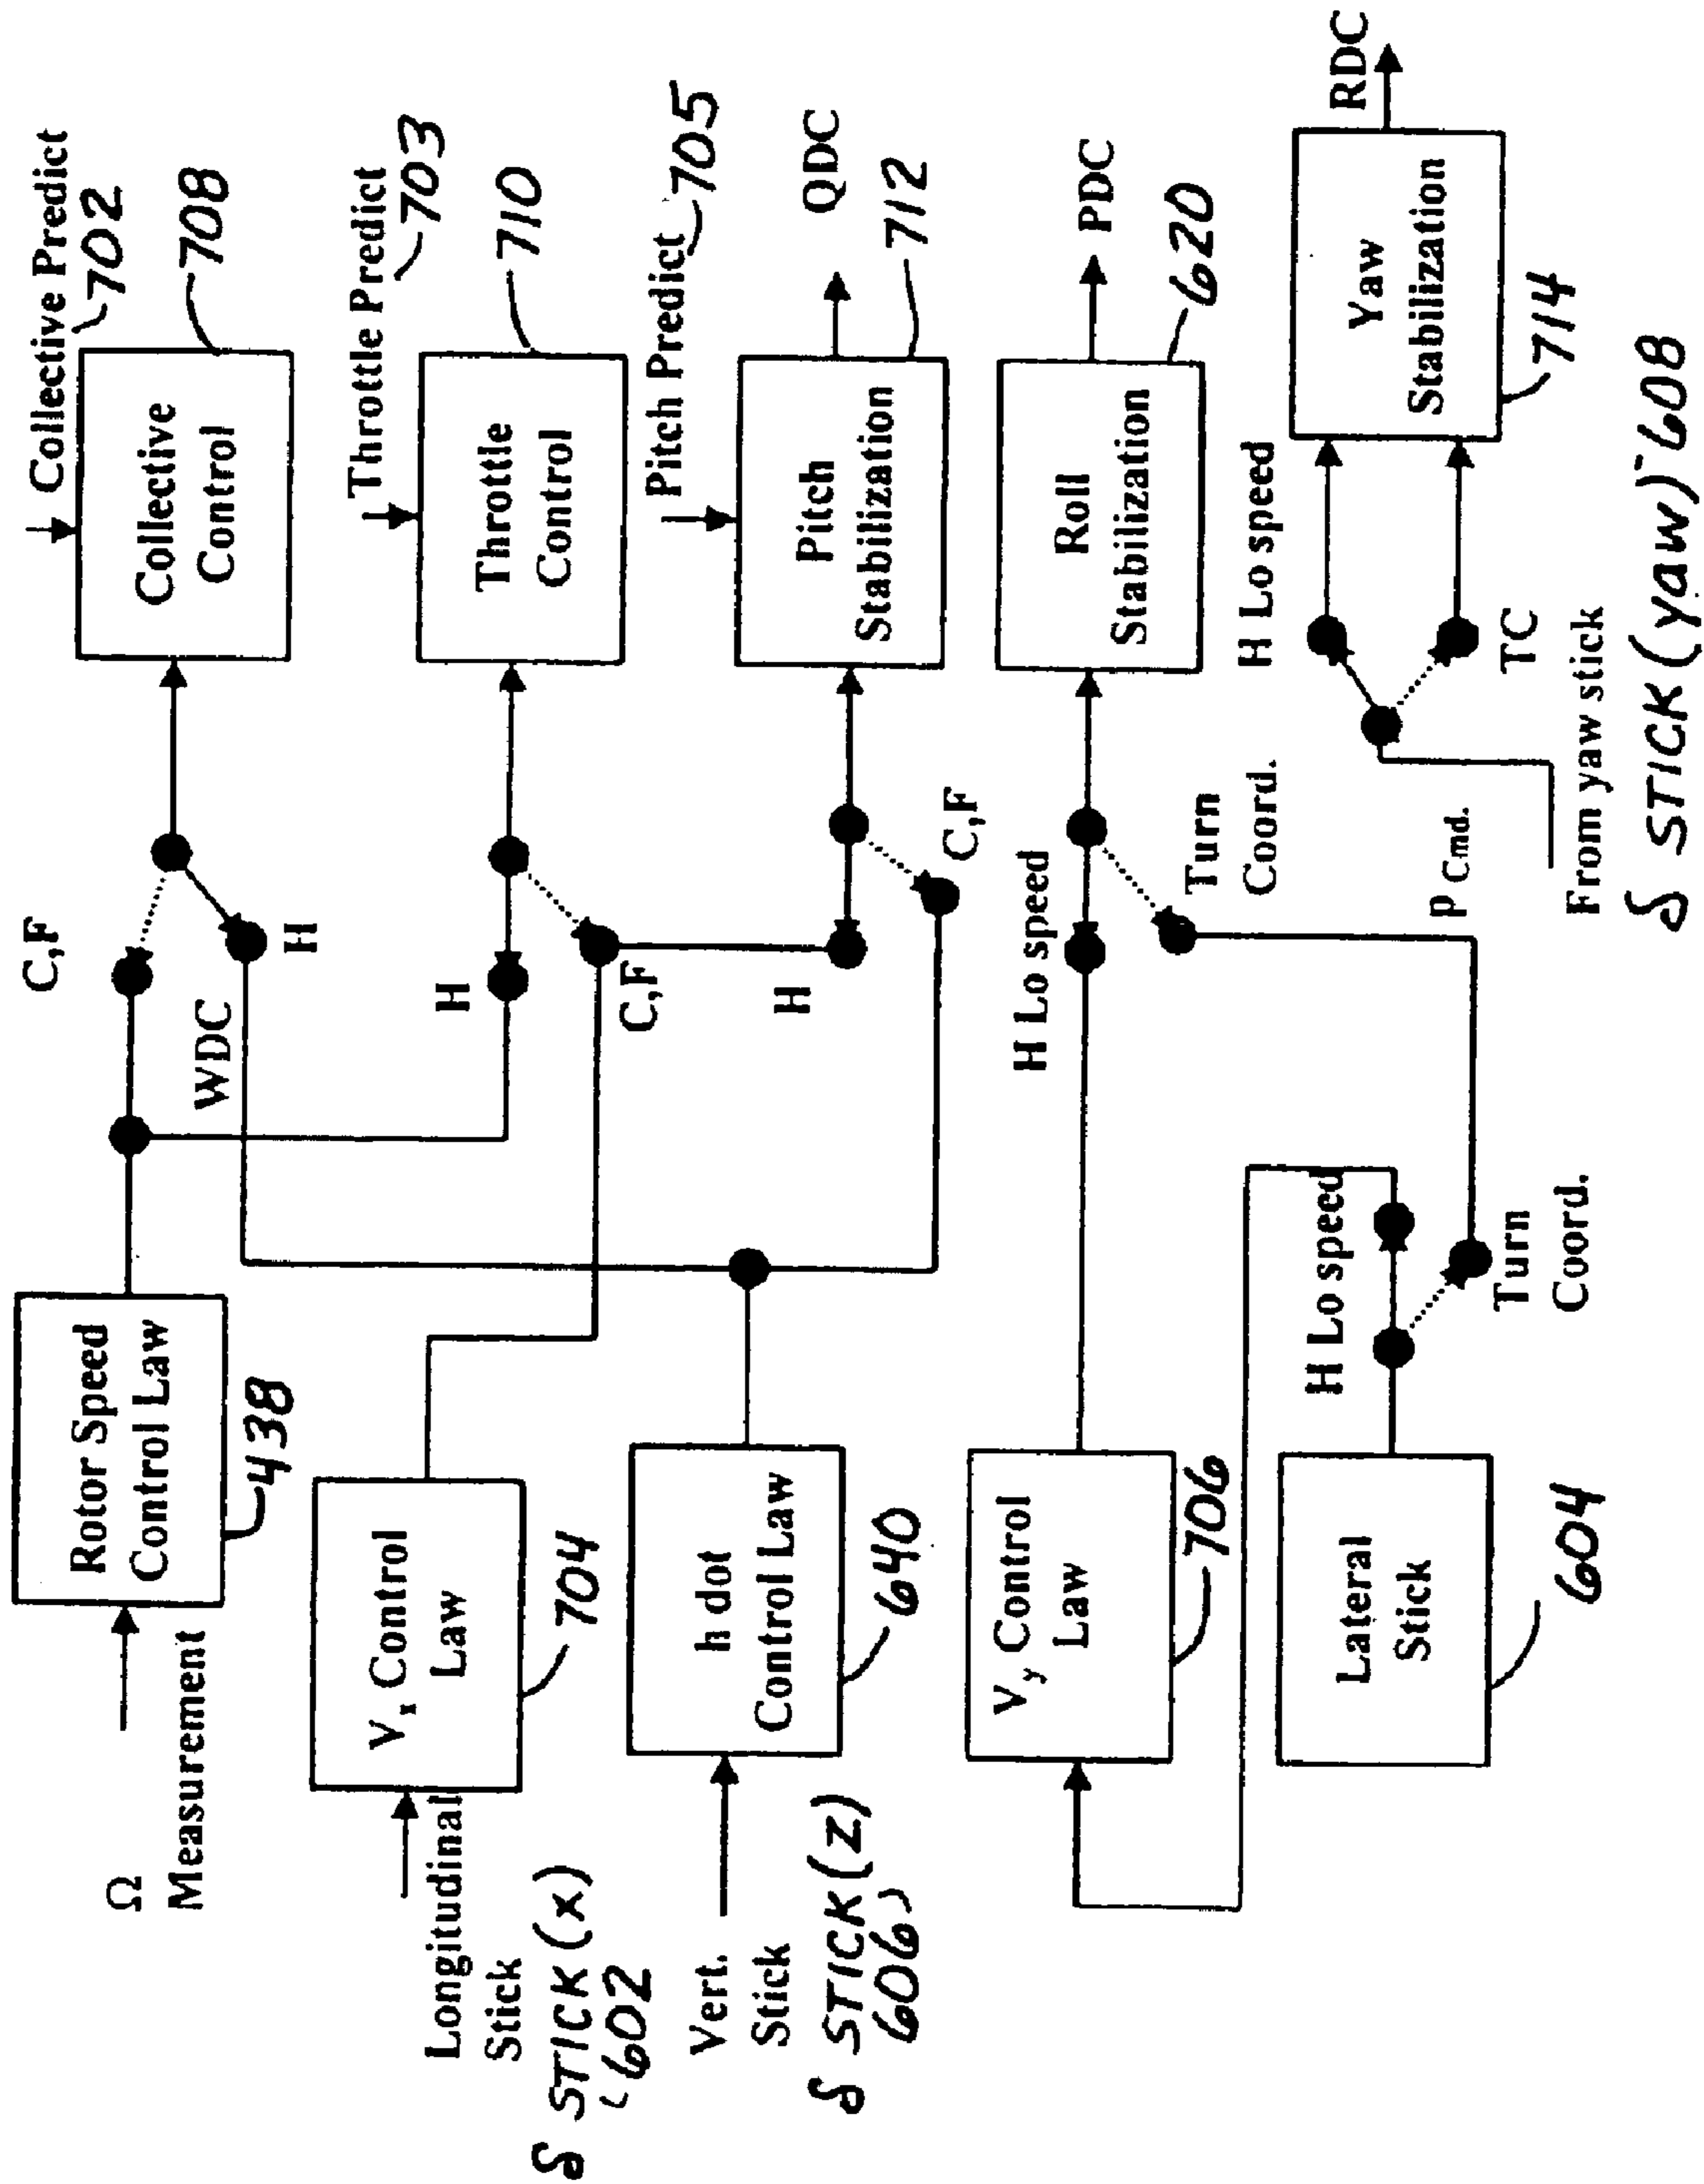 Ω
Measurement
Rotor Speed
Control Law
438
C,F
WDC
H
Collective
Control
Collective Predict
702
708
Longitudinal
Stick
δ STICK (x)
602
Vx Control
Law
704
H
C,F
Throttle
Control
Throttle Predict
703
710
Vert.
Stick
δ STICK (z)
606
h dot
Control Law
640
H
C,F
Pitch
Stabilization
Pitch Predict
705
QDC
712
Vy Control
Law
706
H Lo speed
Turn
Coord.
Roll
Stabilization
PDC
620
Lateral
Stick
604
H Lo speed
Turn
Coord.
P Cmd.
From yaw stick
δ STICK (yaw) 608
H Lo speed
TC
Yaw
Stabilization
RDC
714